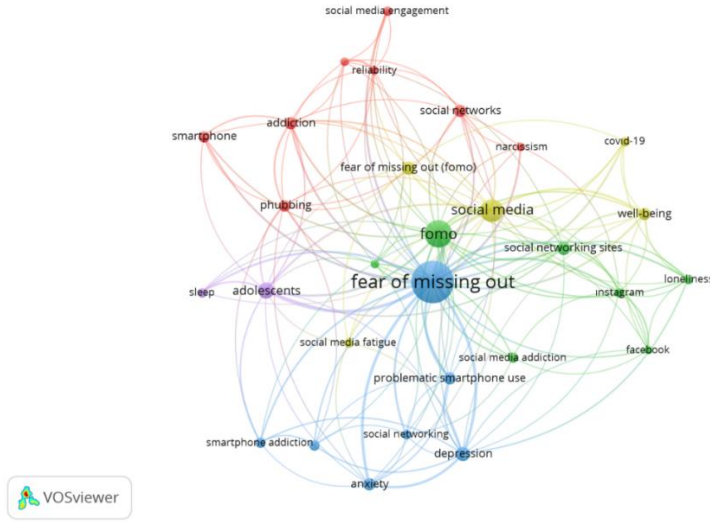 social media engagement
reliability
social networks
addiction
smartphone
covid-19
narcissism
fear of missing out (fomo)
phubbing
social media
well-being
fomo
social networking sites
fear of missing out
loneliness
sleep
adolescents
instagram
social media fatigue
facebook
social media addiction
problematic smartphone use
social networking
smartphone addiction
depression
anxiety
VOSviewer